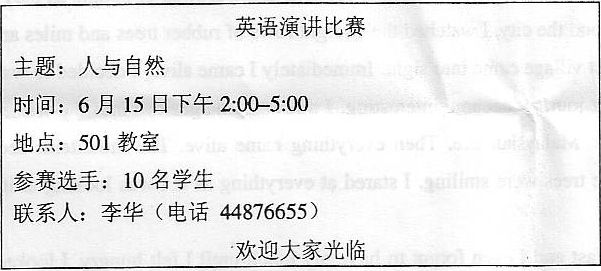 英语演讲比赛
主题：人与自然
时间：6月15日下午2:00–5:00
地点：501教室
参赛选手：10名学生
联系人：李华（电话 44876655）
欢迎大家光临